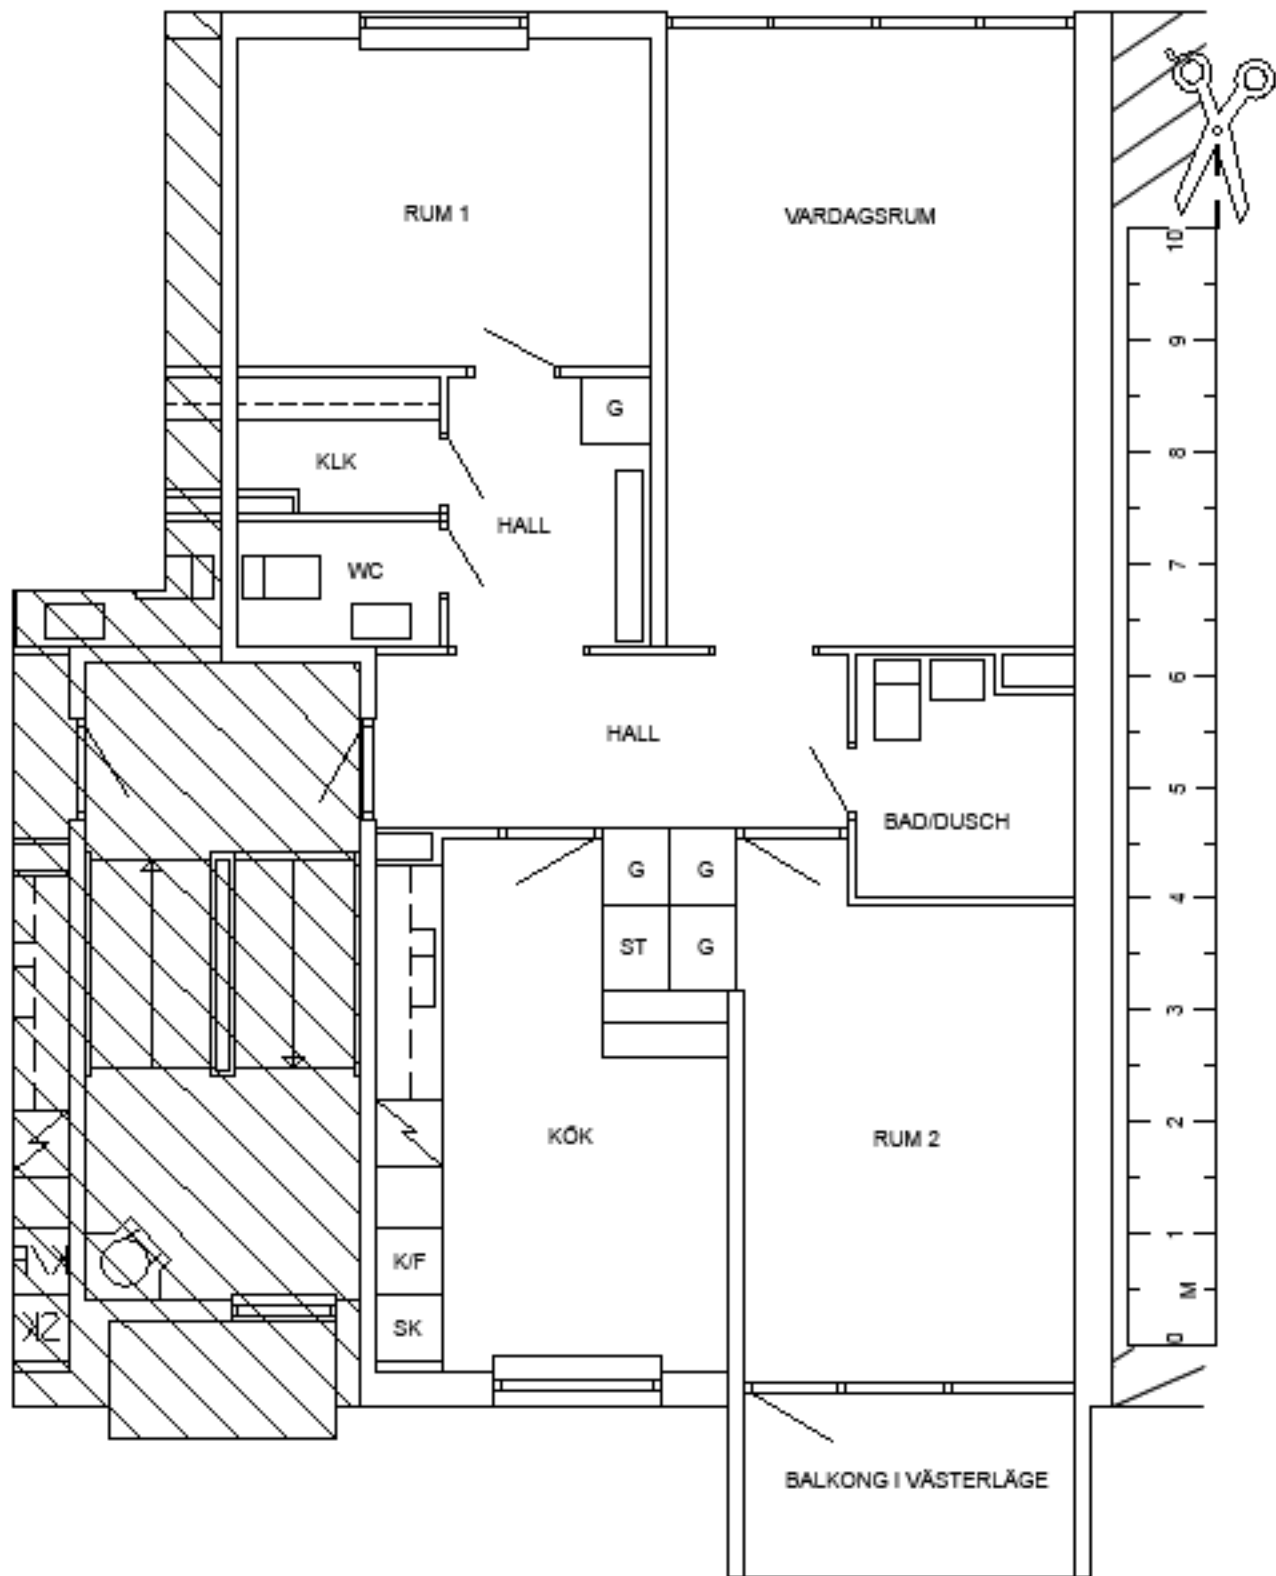 RUM 1
VARDAGSRUM
10
9
G
8
KLK
HALL
7
WC
6
HALL
5
BAD/DUSCH
G
G
4
ST
G
3
KÖK
RUM 2
2
1
K/F
K/F
M
SK
SK
0
BALKONG I VÄSTERLÄGE